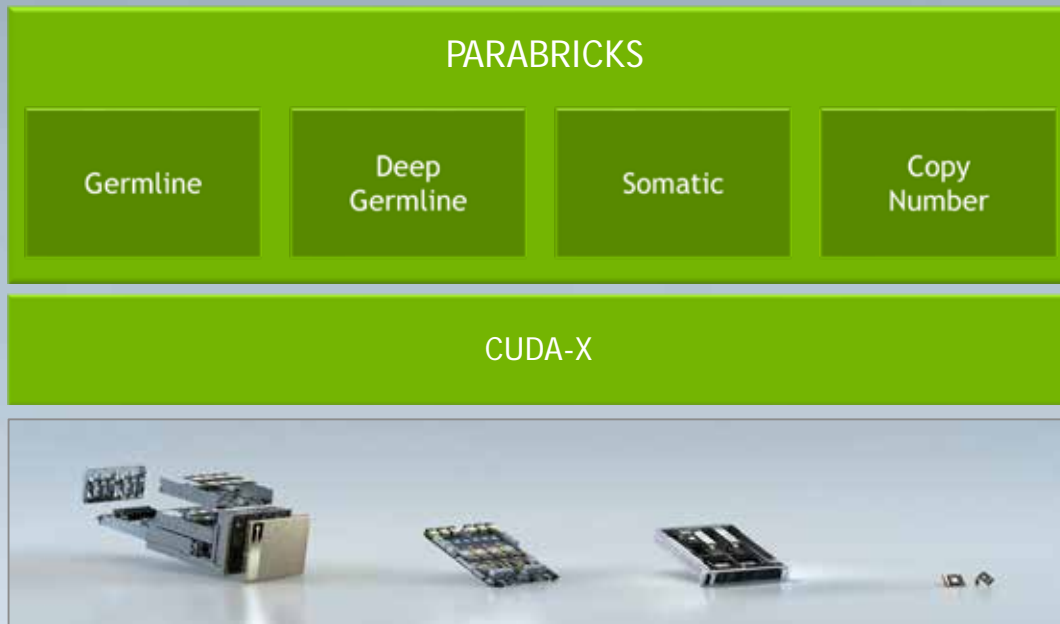 PARABRICKS
Germline
Deep
Germline
Somatic
Copy
Number
CUDA-X